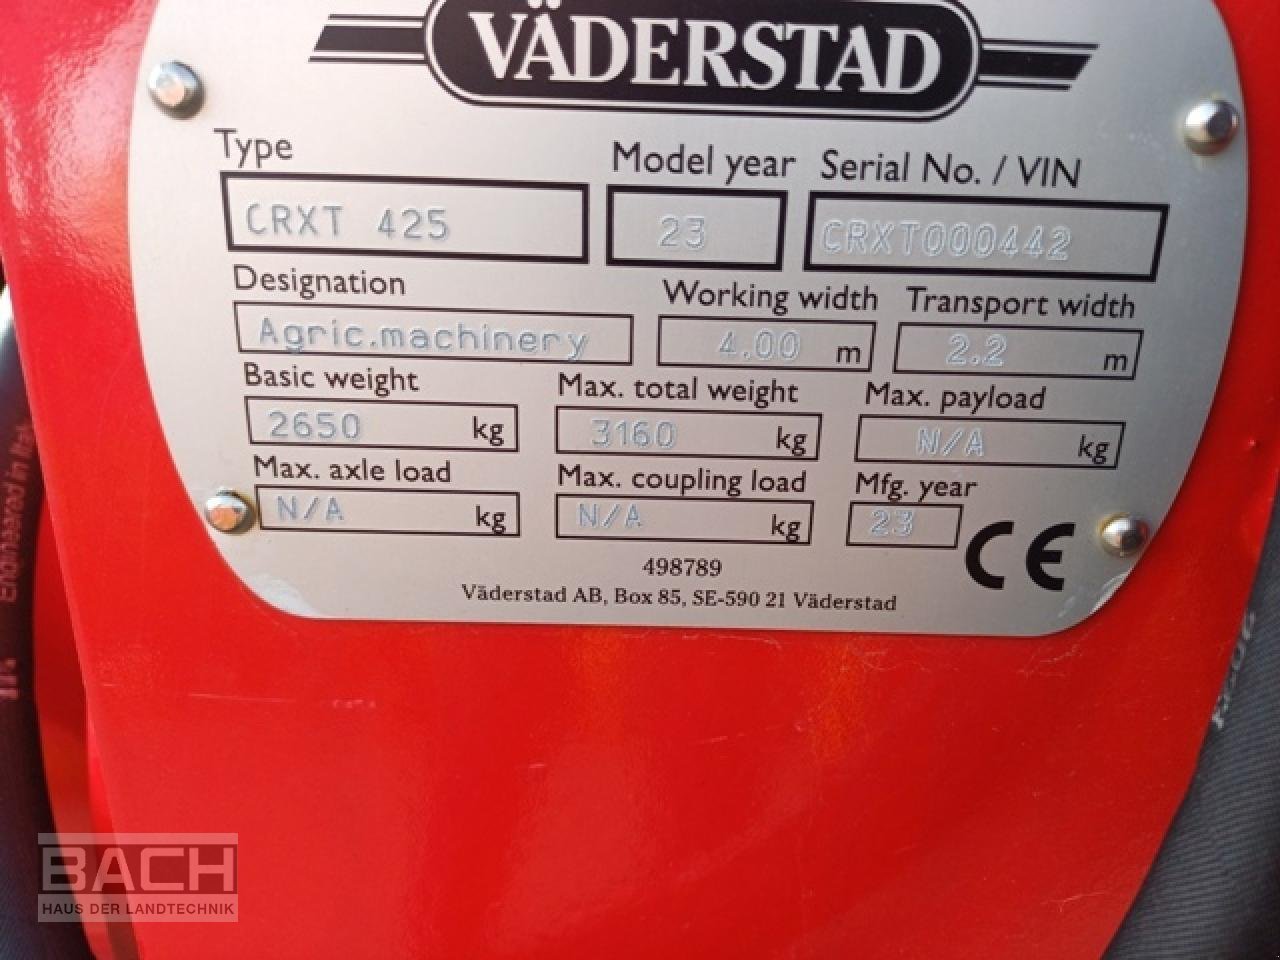 VÄDERSTAD
Type Model year Serial No. / VIN
CRXT 425 23 CRXT000442
Designation Working width Transport width
Agric.machinery 4.00 m 2.2 m
Basic weight Max. total weight Max. payload
2650 kg 3160 kg N/A kg
Max. axle load Max. coupling load Mfg. year
N/A kg N/A kg 23 CE
498789
Väderstad AB, Box 85, SE-590 21 Väderstad
Engineered in
BACH
HAUS DER LANDTECHNIK